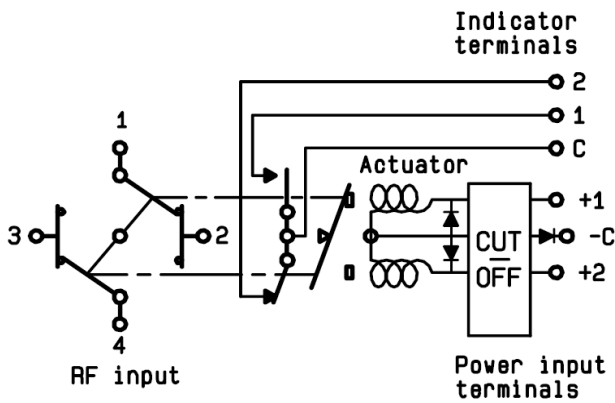 Indicator
terminals
2
1
C
1
Actuator
+1
3
2
CUT
-C
OFF
+2
4
RF input
Power input
terminals